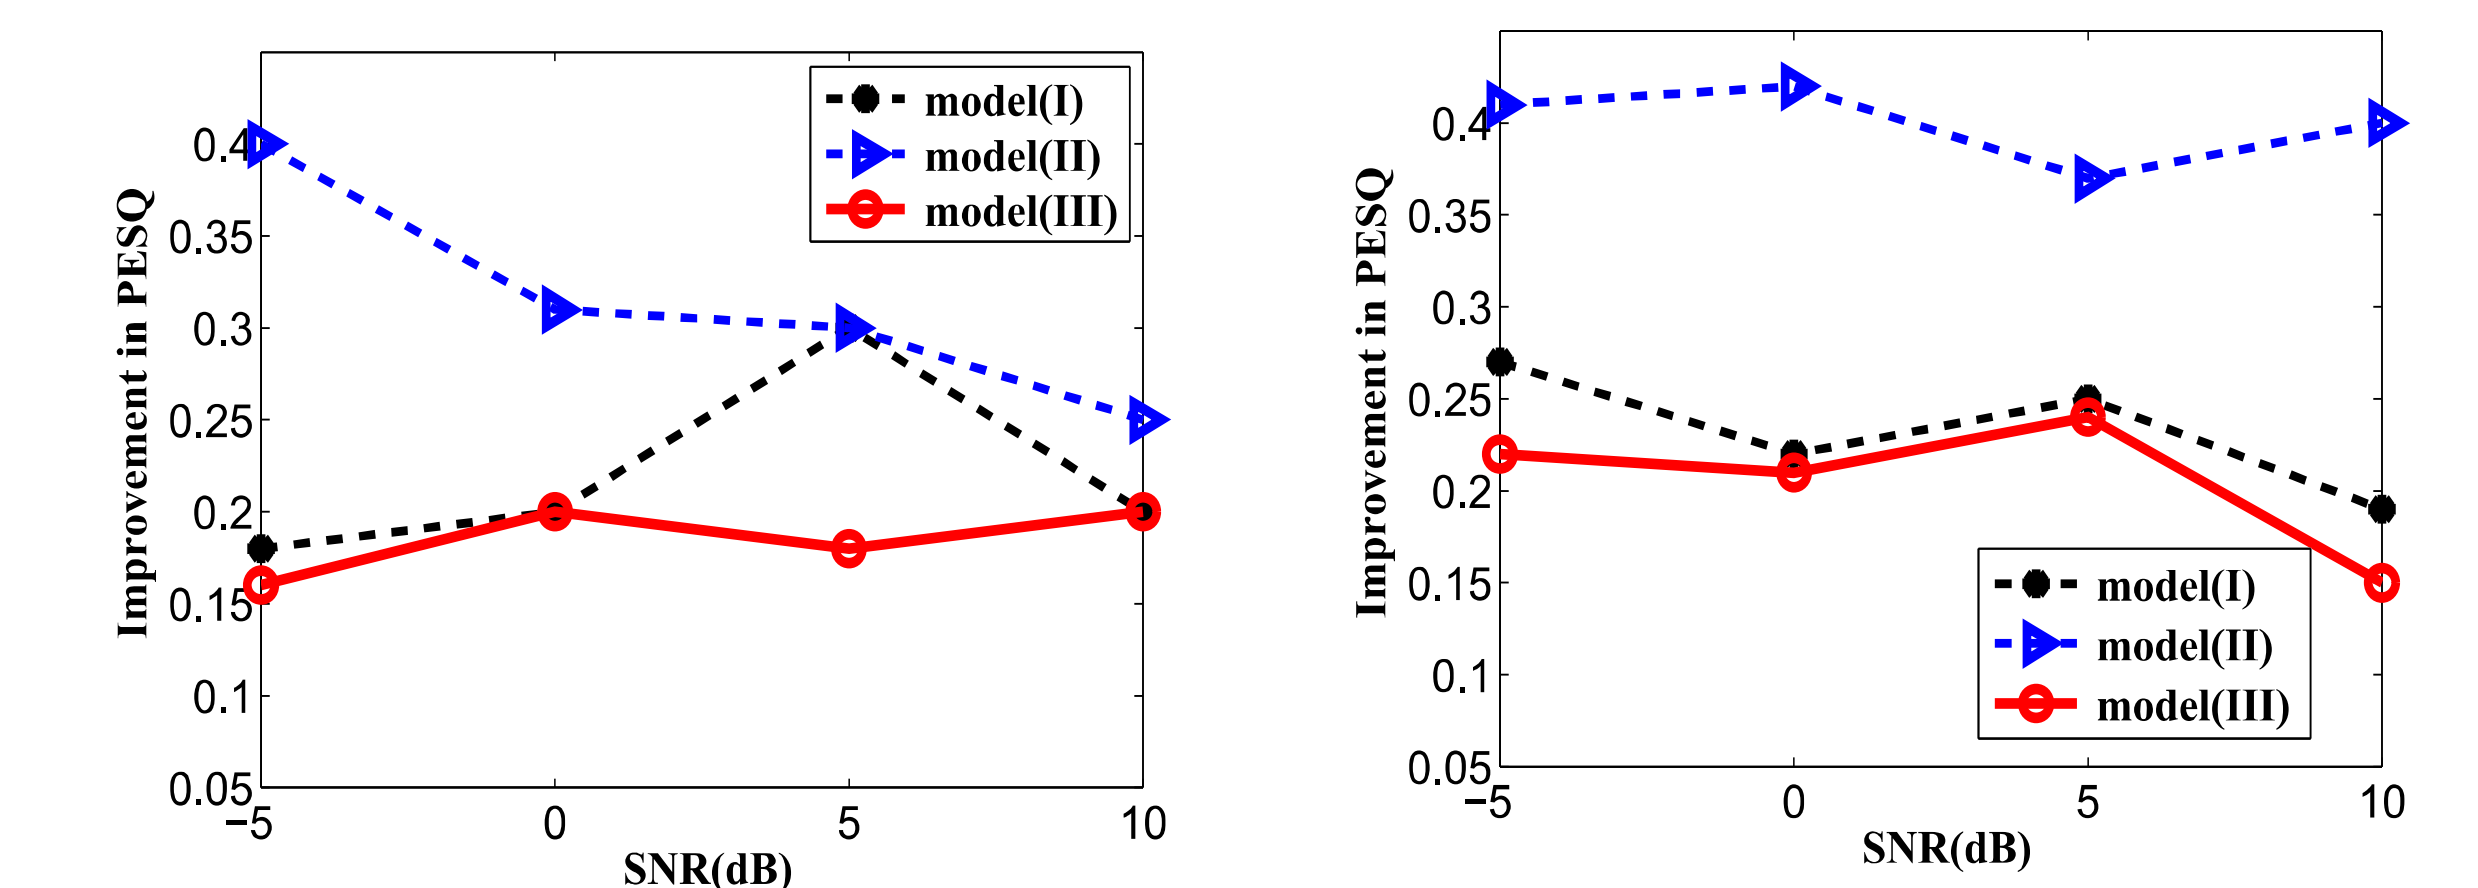 Improvement in PESQ
0.4
0.35
0.3
0.25
0.2
0.15
0.1
0.05
−5
0
5
10
SNR(dB)
model(I)
model(II)
model(III)
Improvement in PESQ
0.4
0.35
0.3
0.25
0.2
0.15
0.1
0.05
−5
0
5
10
SNR(dB)
model(I)
model(II)
model(III)